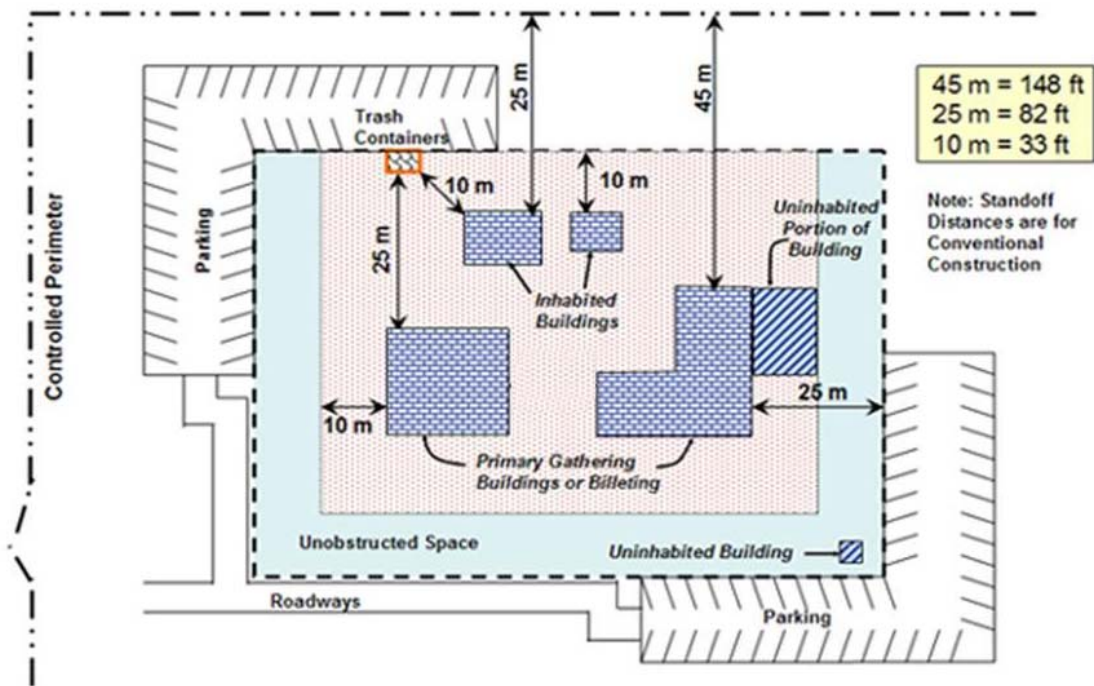 25 m
45 m
45 m = 148 ft
25 m = 82 ft
10 m = 33 ft
Trash
Containers
10 m
10 m
Note: Standoff
Distances are for
Conventional
Construction
Uninhabited
Portion of
Building
Parking
Controlled Perimeter
25 m
Inhabited
Buildings
25 m
10 m
Primary Gathering
Buildings or Billeting
Unobstructed Space
Uninhabited Building
Roadways
Parking